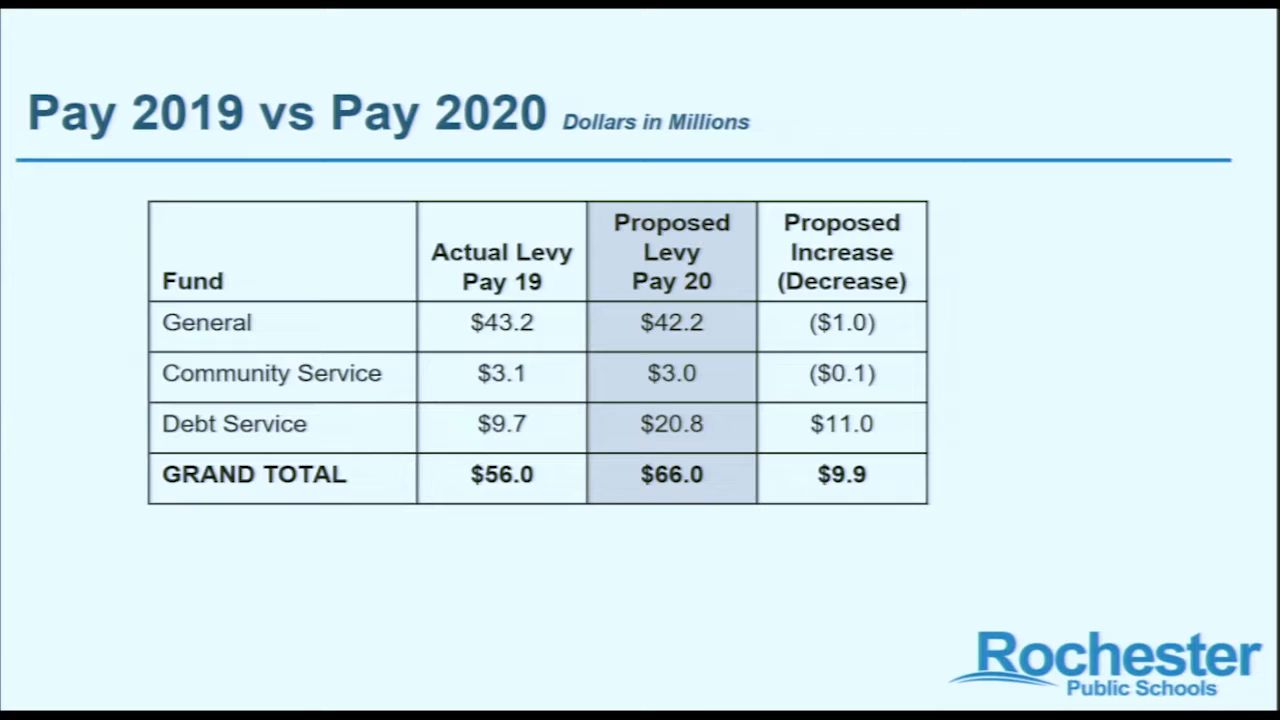 Pay 2019 vs Pay 2020 Dollars in Millions
Fund
Actual Levy
Pay 19
Proposed
Levy
Pay 20
Proposed
Increase
(Decrease)
General $43.2 $42.2 ($1.0)
Community Service $3.1 $3.0 ($0.1)
Debt Service $9.7 $20.8 $11.0
GRAND TOTAL $56.0 $66.0 $9.9
Rochester
Public Schools